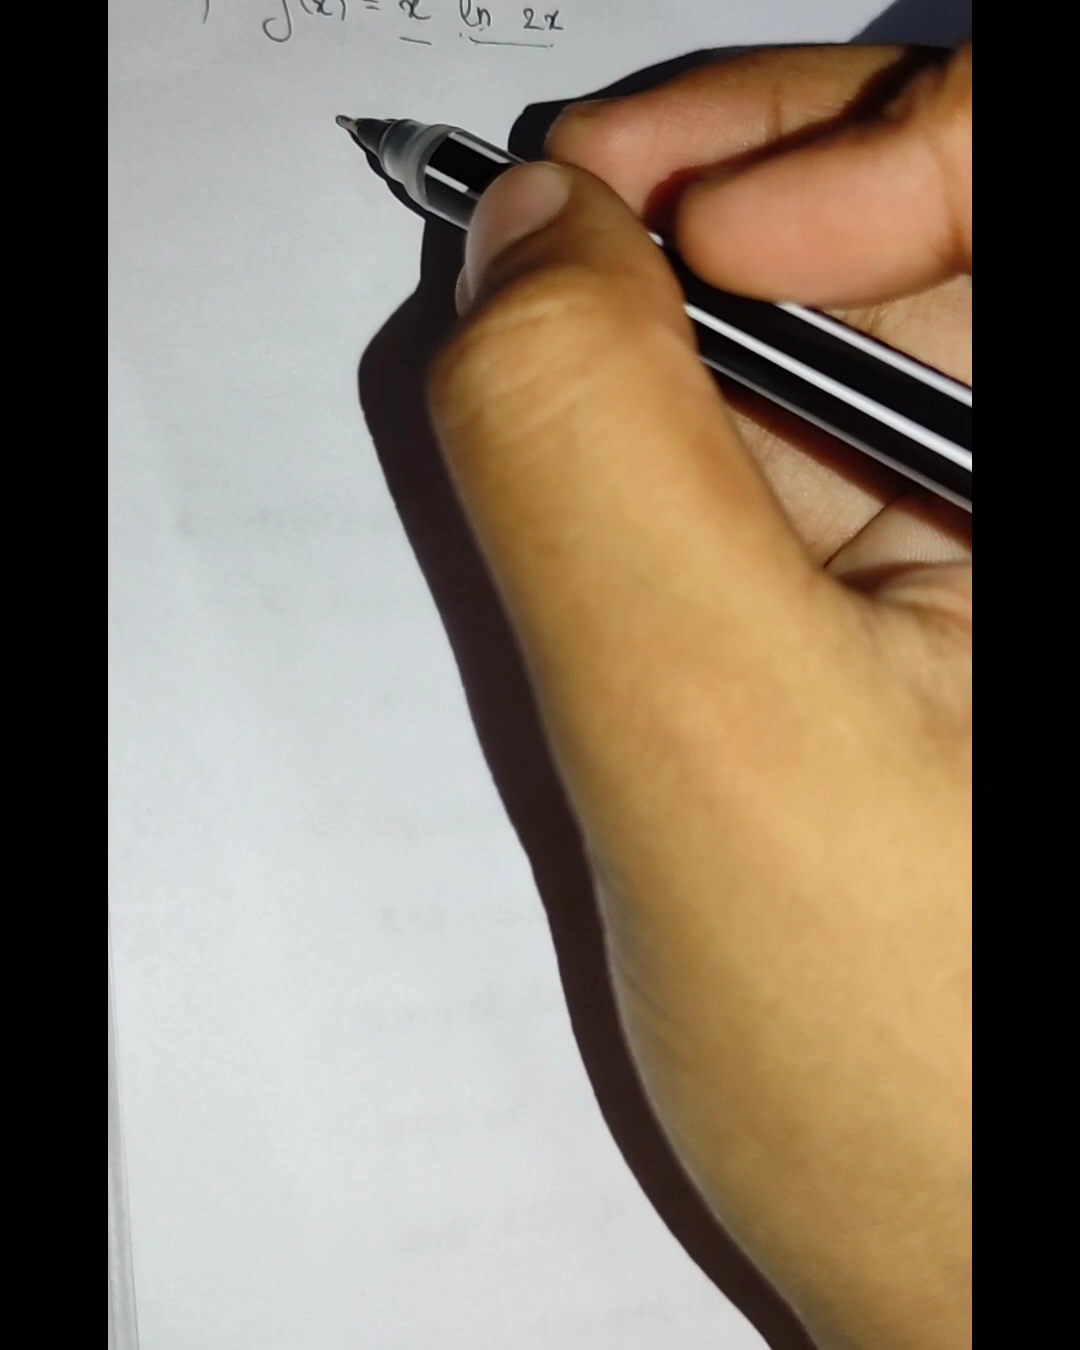 f(x) = x ln 2x